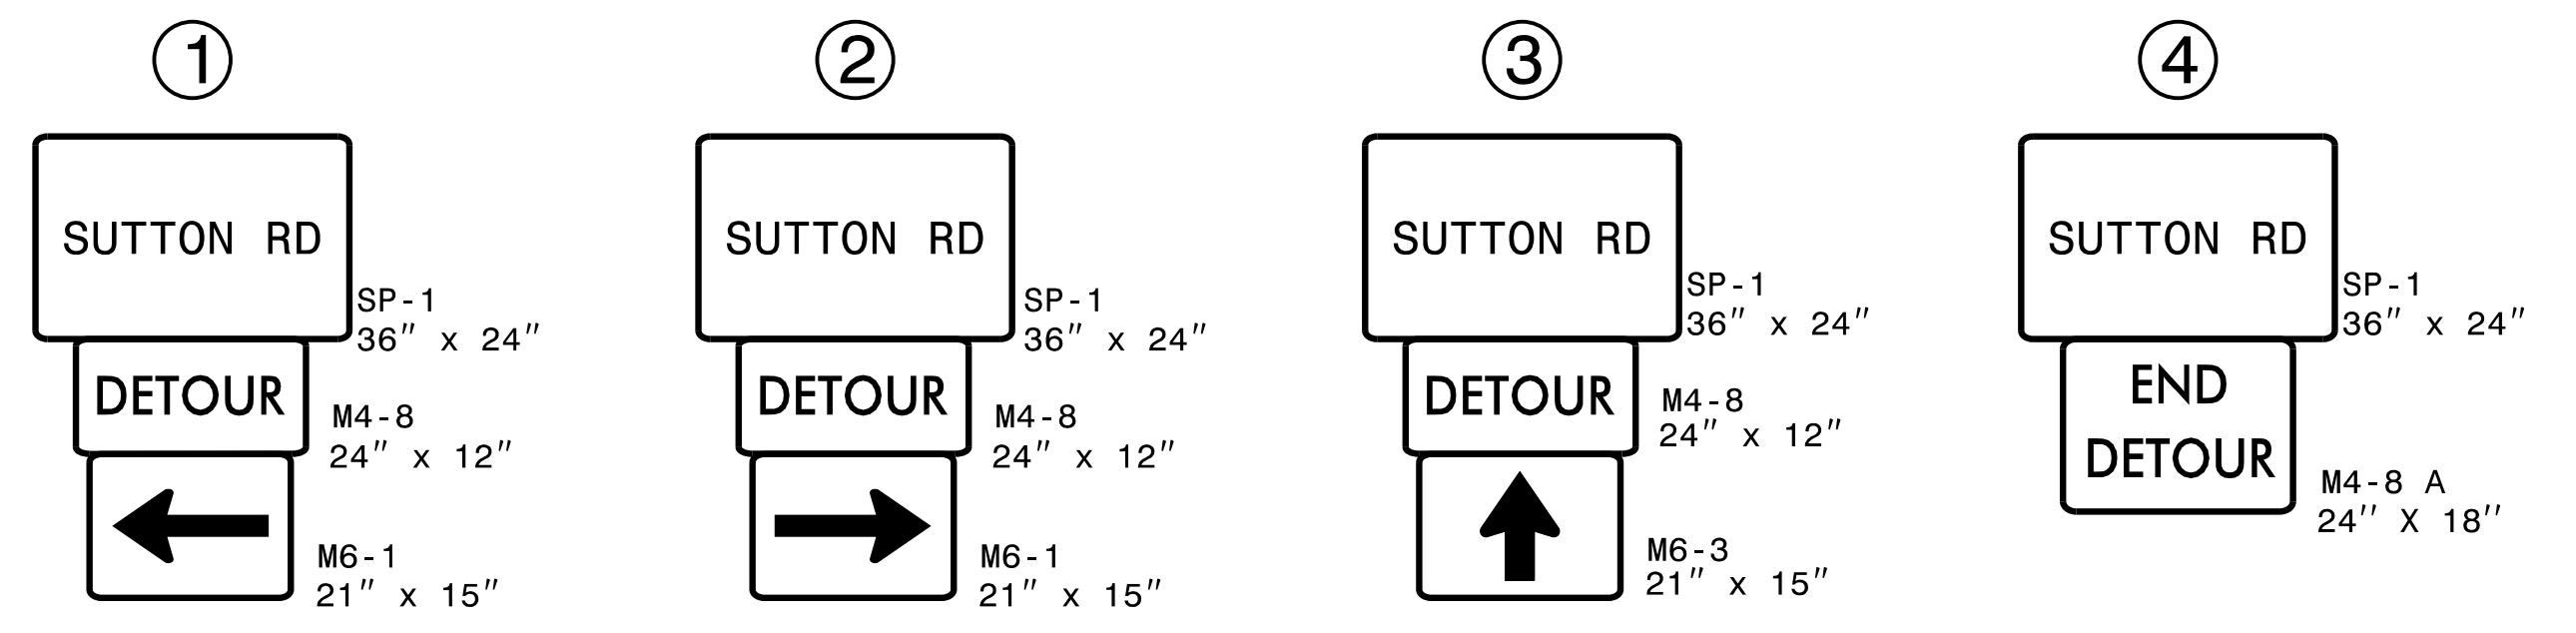 1
SUTTON RD
SP-1
36" x 24"
DETOUR
M4-8
24" x 12"
M6-1
21" x 15"
2
SUTTON RD
SP-1
36" x 24"
DETOUR
M4-8
24" x 12"
M6-1
21" x 15"
3
SUTTON RD
SP-1
36" x 24"
DETOUR
M4-8
24" x 12"
M6-3
21" x 15"
4
SUTTON RD
SP-1
36" x 24"
END
DETOUR
M4-8 A
24" X 18"